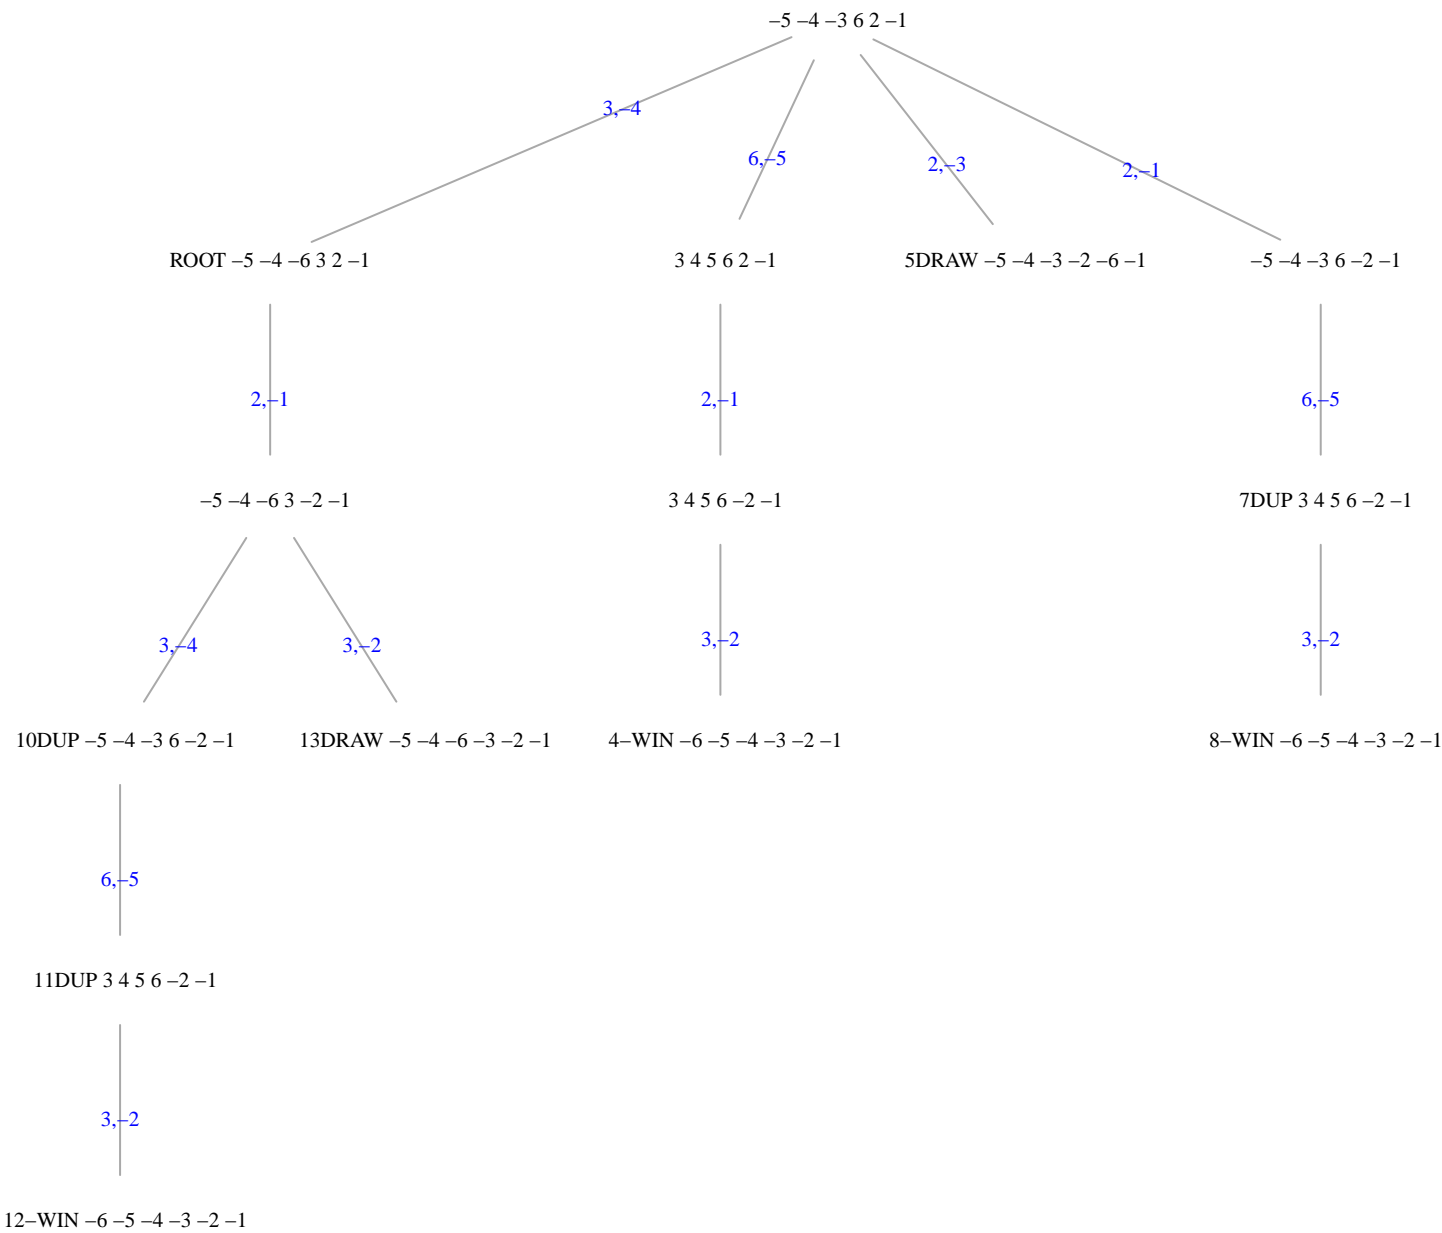 –5 –4 –3 6 2 –1
3,–4
6,–5
2,–3
2,–1
ROOT –5 –4 –6 3 2 –1
3 4 5 6 2 –1
5DRAW –5 –4 –3 –2 –6 –1
–5 –4 –3 6 –2 –1
2,–1
2,–1
6,–5
–5 –4 –6 3 –2 –1
3 4 5 6 –2 –1
7DUP 3 4 5 6 –2 –1
3,–4
3,–2
3,–2
3,–2
10DUP –5 –4 –3 6 –2 –1
13DRAW –5 –4 –6 –3 –2 –1
4–WIN –6 –5 –4 –3 –2 –1
8–WIN –6 –5 –4 –3 –2 –1
6,–5
11DUP 3 4 5 6 –2 –1
3,–2
12–WIN –6 –5 –4 –3 –2 –1